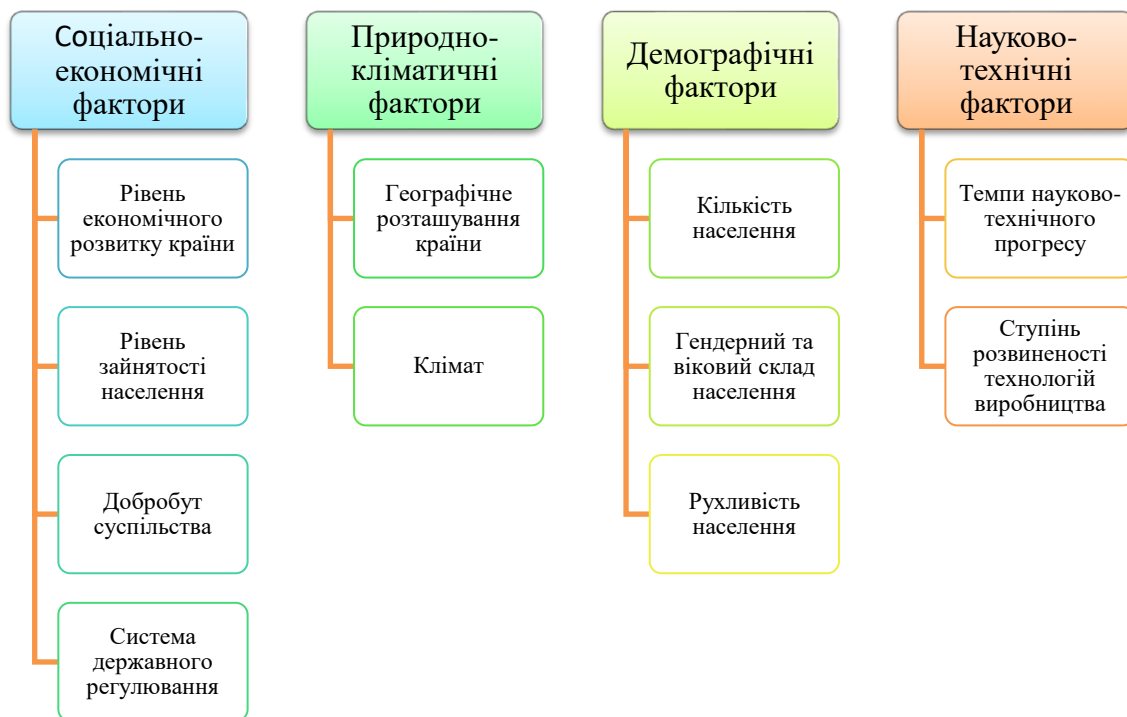 Соціально-
економічні
фактори
Рівень
економічного
розвитку країни
Рівень
зайнятості
населення
Добробут
суспільства
Система
державного
регулювання
Природно-
кліматичні
фактори
Географічне
розташування
країни
Клімат
Демографічні
фактори
Кількість
населення
Гендерний та
віковий склад
населення
Рухливість
населення
Науково-
технічні
фактори
Темпи науково-
технічного
прогресу
Ступінь
розвиненості
технологій
виробництва